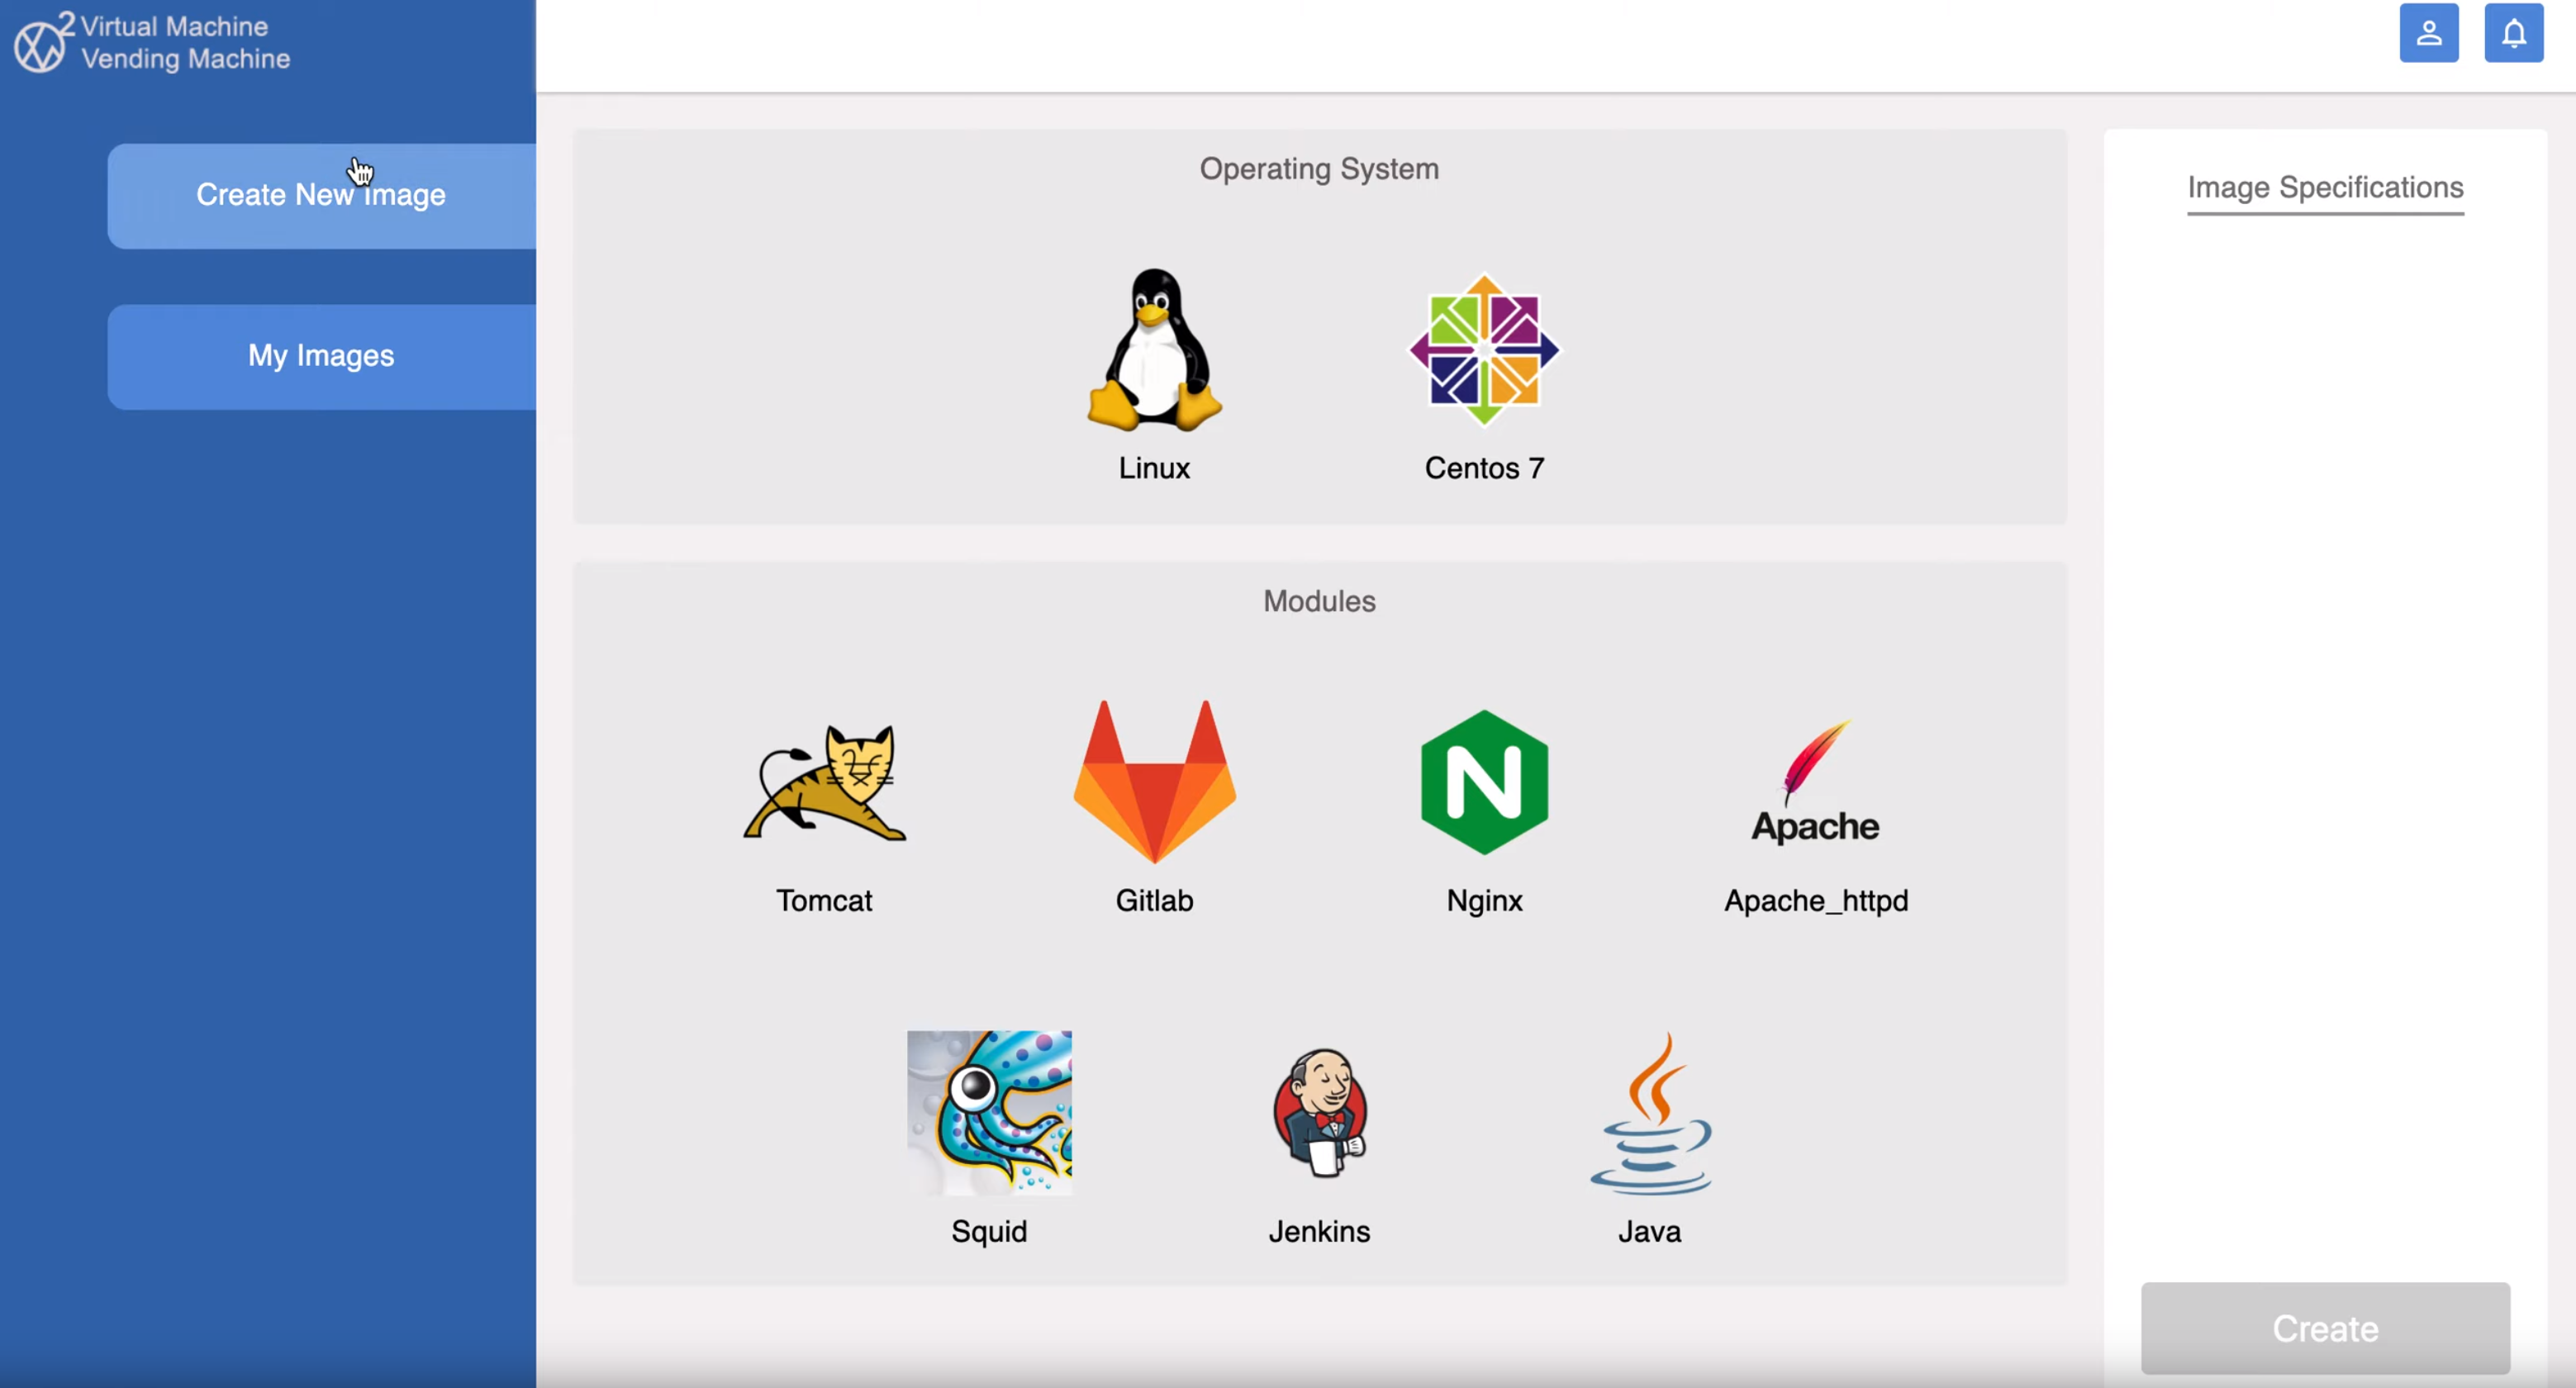 2 Virtual Machine
Vending Machine
Create New Image
My Images
Operating System
Linux
Centos 7
Modules
Apache
Tomcat
Gitlab
Nginx
Apache_httpd
Squid
Jenkins
Java
Image Specifications
Create